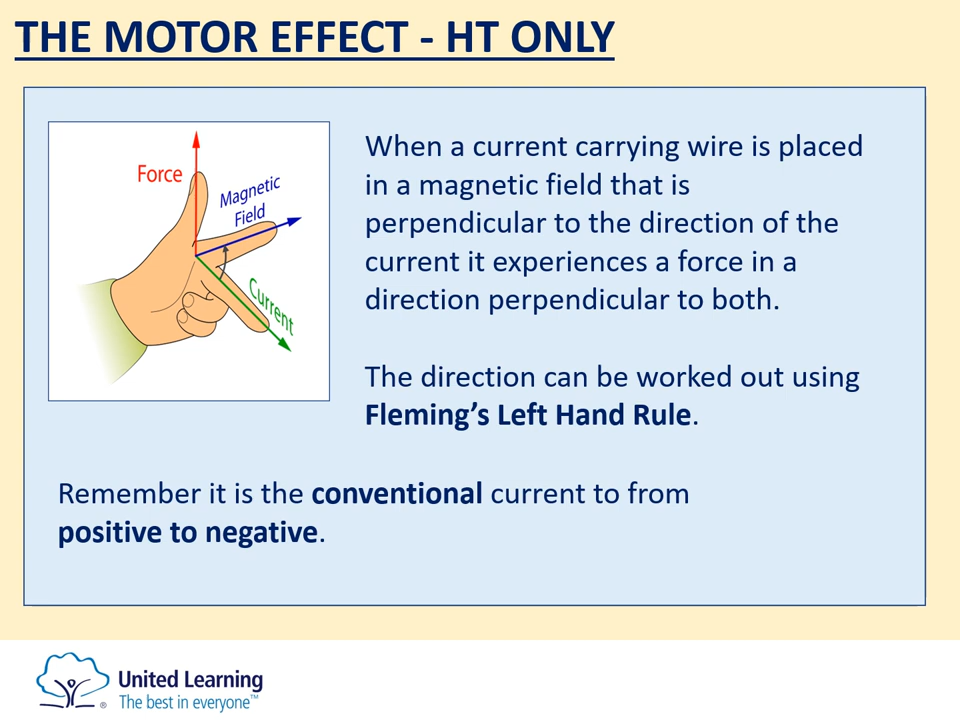 THE MOTOR EFFECT - HT ONLY
Force
Magnetic
Field
Current
When a current carrying wire is placed
in a magnetic field that is
perpendicular to the direction of the
current it experiences a force in a
direction perpendicular to both.
The direction can be worked out using
Fleming’s Left Hand Rule.
Remember it is the conventional current to from
positive to negative.
United Learning
The best in everyone™
®